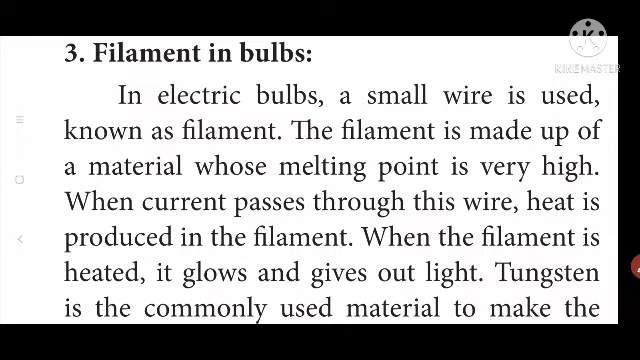 KINEMASTER
3. Filament in bulbs:
In electric bulbs, a small wire is used,
known as filament. The filament is made up of
a material whose melting point is very high.
When current passes through this wire, heat is
produced in the filament. When the filament is
heated, it glows and gives out light. Tungsten
is the commonly used material to make the